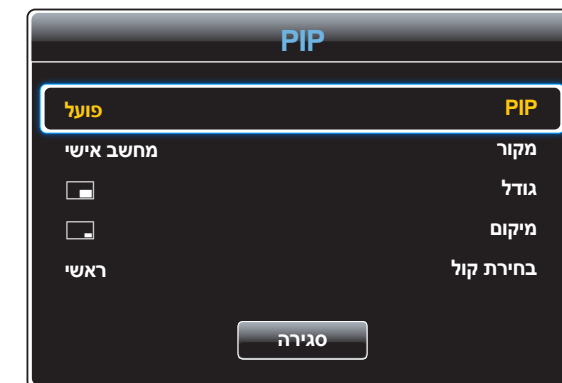 PIP
PIP פועל
מקור מחשב אישי
גודל
מיקום
בחירת קול ראשי
סגירה